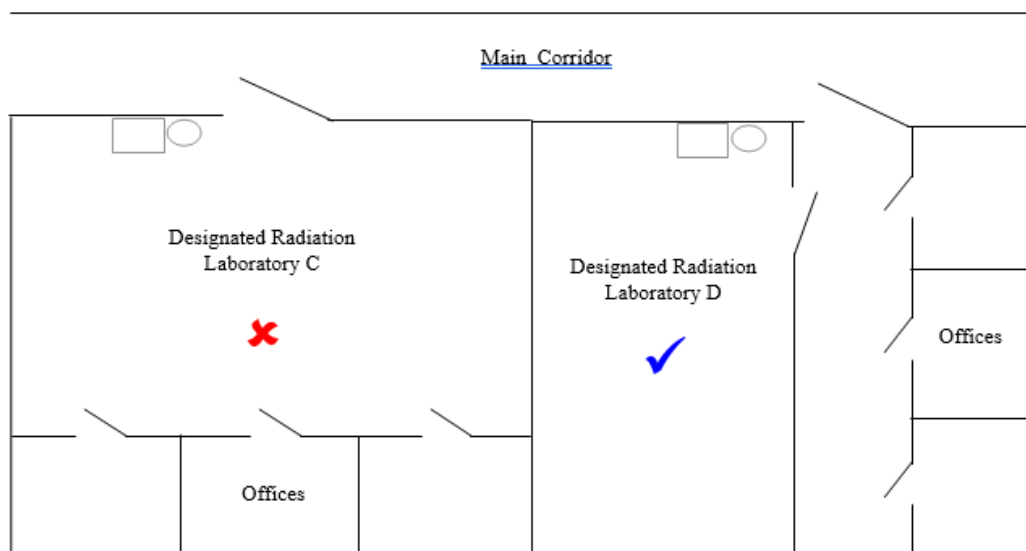 Main Corridor
Designated Radiation
Laboratory C
Designated Radiation
Laboratory D
Offices
Offices